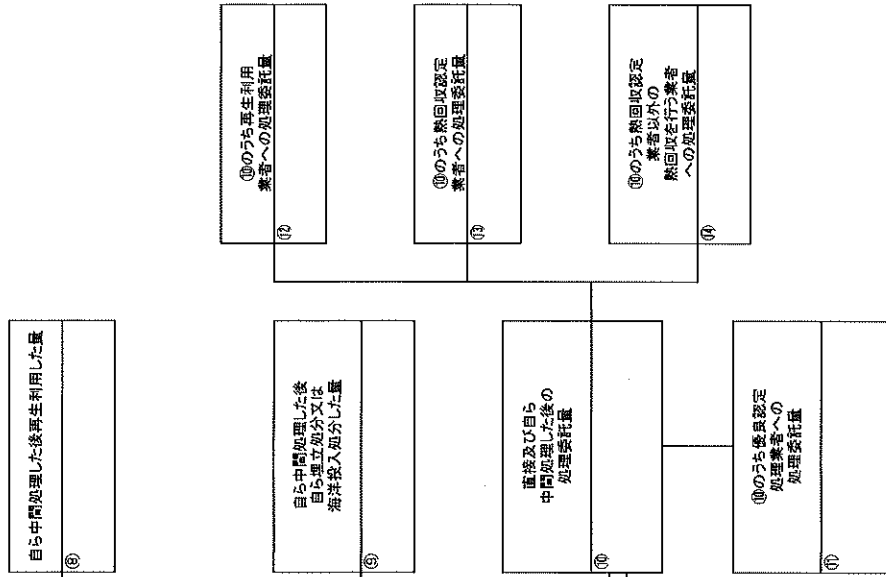 自ら中間処理した後再生利用した量
⑧
自ら中間処理した後
自ら埋立処分又は
海洋投入処分した量
⑨
直接及び自ら
中間処理した後の
処理委託量
⑩
⑩のうち優良認定
処理業者への
処理委託量
⑪
⑩のうち再生利用
業者への処理委託量
⑫
⑩のうち熱回収認定
業者への処理委託量
⑬
⑩のうち熱回収認定
業者以外の
熱回収を行う業者
への処理委託量
⑭